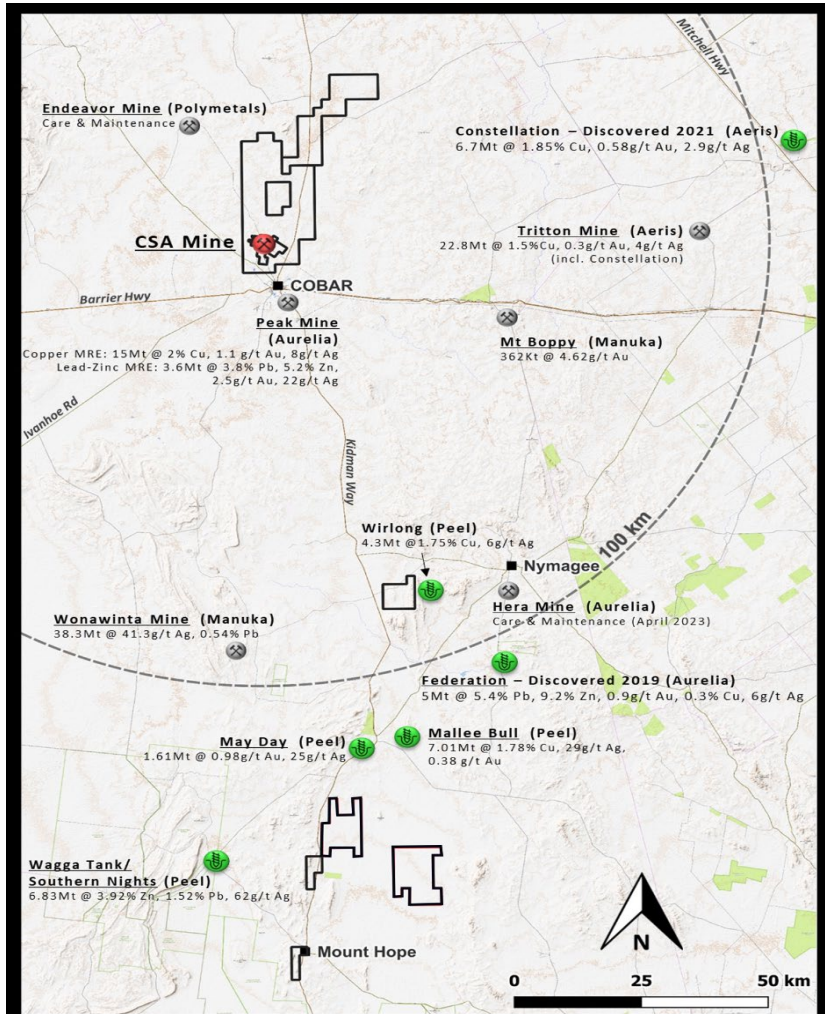 Mitchell Hwy
Endeavor Mine (Polymetals)
Care & Maintenance
Constellation – Discovered 2021 (Aeris)
6.7Mt @ 1.85% Cu, 0.58g/t Au, 2.9g/t Ag
Tritton Mine (Aeris)
22.8Mt @ 1.5%Cu, 0.3g/t Au, 4g/t Ag
(incl. Constellation)
CSA Mine
COBAR
Barrier Hwy
Peak Mine
(Aurelia)
Copper MRE: 15Mt @ 2% Cu, 1.1 g/t Au, 8g/t Ag
Lead-Zinc MRE: 3.6Mt @ 3.8% Pb, 5.2% Zn,
2.5g/t Au, 22g/t Ag
Mt Boppy (Manuka)
362Kt @ 4.62g/t Au
Ivanhoe Rd
Kidman Way
Wirlong (Peel)
4.3Mt @1.75% Cu, 6g/t Ag
100 km
Nymagee
Hera Mine (Aurelia)
Care & Maintenance (April 2023)
Wonawinta Mine (Manuka)
38.3Mt @ 41.3g/t Ag, 0.54% Pb
Federation – Discovered 2019 (Aurelia)
5Mt @ 5.4% Pb, 9.2% Zn, 0.9g/t Au, 0.3% Cu, 6g/t Ag
May Day (Peel)
1.61Mt @ 0.98g/t Au, 25g/t Ag
Mallee Bull (Peel)
7.01Mt @ 1.78% Cu, 29g/t Ag,
0.38 g/t Au
Wagga Tank/
Southern Nights (Peel)
6.83Mt @ 3.92% Zn, 1.52% Pb, 62g/t Ag
Mount Hope
N
0 25 50 km